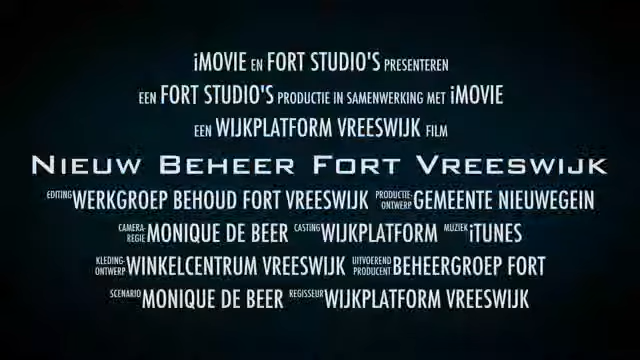 iMOVIE EN FORT STUDIO'S PRESENTEREN
EEN FORT STUDIO'S PRODUCTIE IN SAMENWERKING MET iMOVIE
EEN WIJKPLATFORM VREESWIJK FILM
NIEUW BEHEER FORT VREESWIJK
EDITING WERKGROEP BEHOUD FORT VREESWIJK PRODUCTIE-ONTWERP GEMEENTE NIEUWEGEIN
CAMERA-REGIE MONIQUE DE BEER CASTING WIJKPLATFORM MUZIEK iTUNES
KLEDING-ONTWERP WINKELCENTRUM VREESWIJK UITVOEREND PRODUCENT BEHEERGROEP FORT
SCENARIO MONIQUE DE BEER REGISSEUR WIJKPLATFORM VREESWIJK